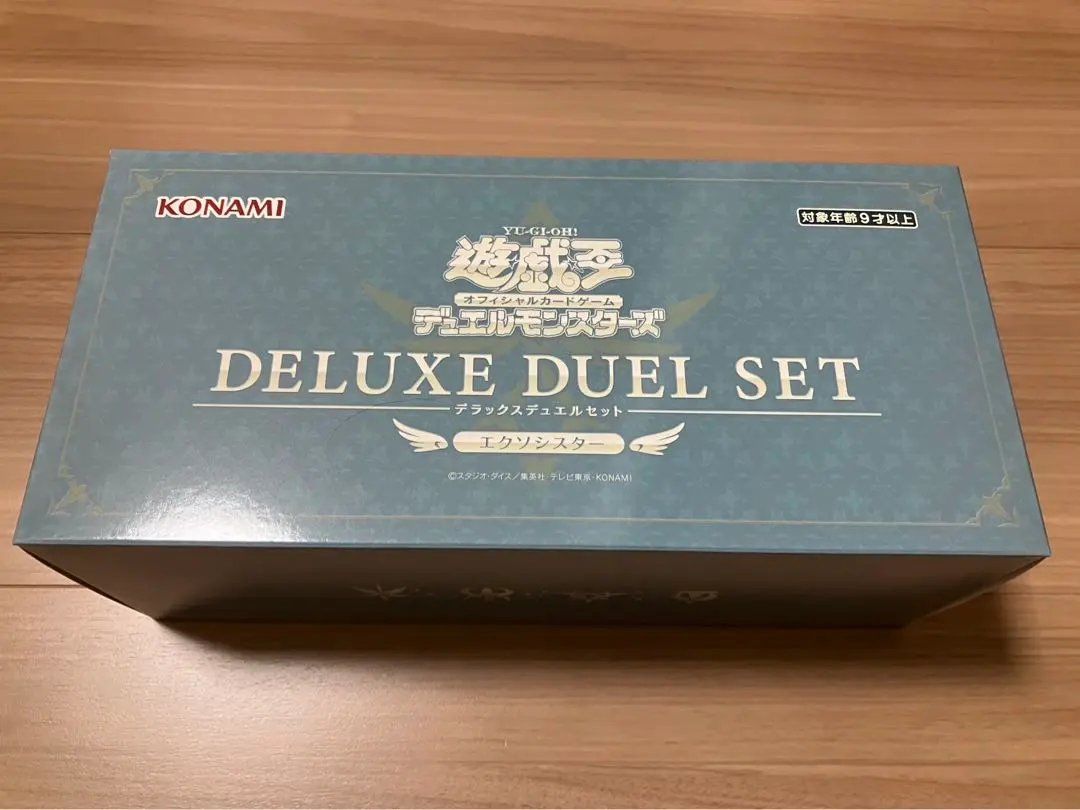 KONAMI
対象年齢9才以上
YU-GI-OH!
遊戯王
オフィシャルカードゲーム
デュエルモンスターズ
DELUXE DUEL SET
デラックスデュエルセット
エクソシスター
©スタジオ・ダイス/集英社・テレビ東京・KONAMI